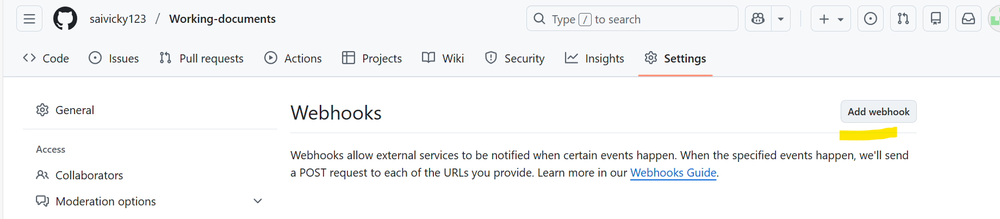 saivicky123 / Working-documents
Type / to search
Code Issues Pull requests Actions Projects Wiki Security Insights Settings
General
Access
Collaborators
Moderation options
Webhooks
Add webhook
Webhooks allow external services to be notified when certain events happen. When the specified events happen, we'll send
a POST request to each of the URLs you provide. Learn more in our Webhooks Guide.